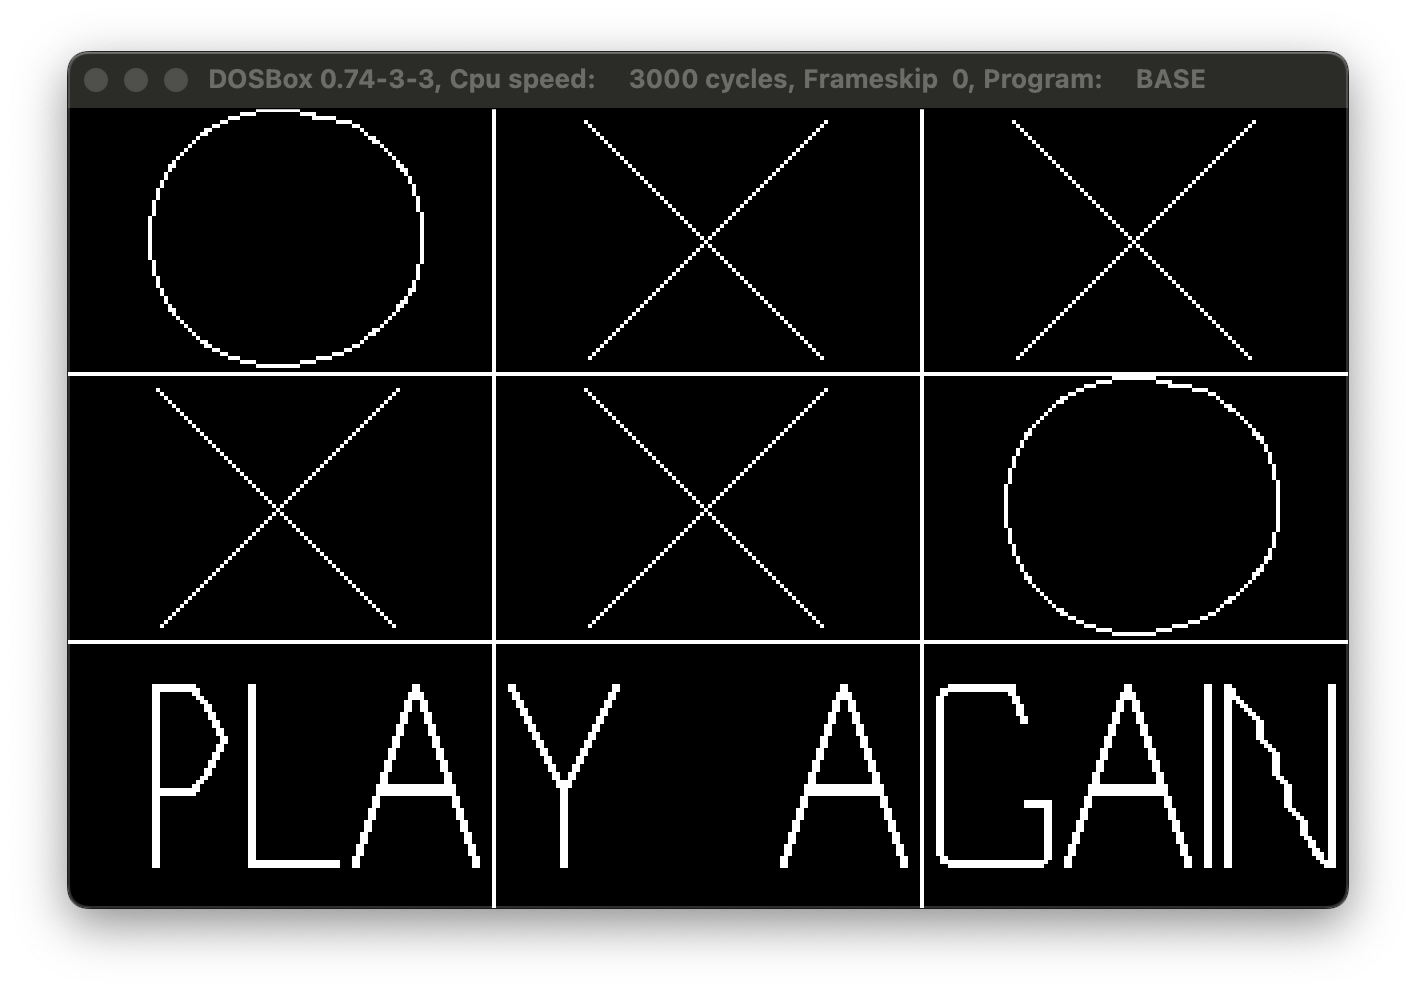 DOSBox 0.74-3-3, Cpu speed: 3000 cycles, Frameskip 0, Program: BASE
O X X
X X O
PLAY AGAIN